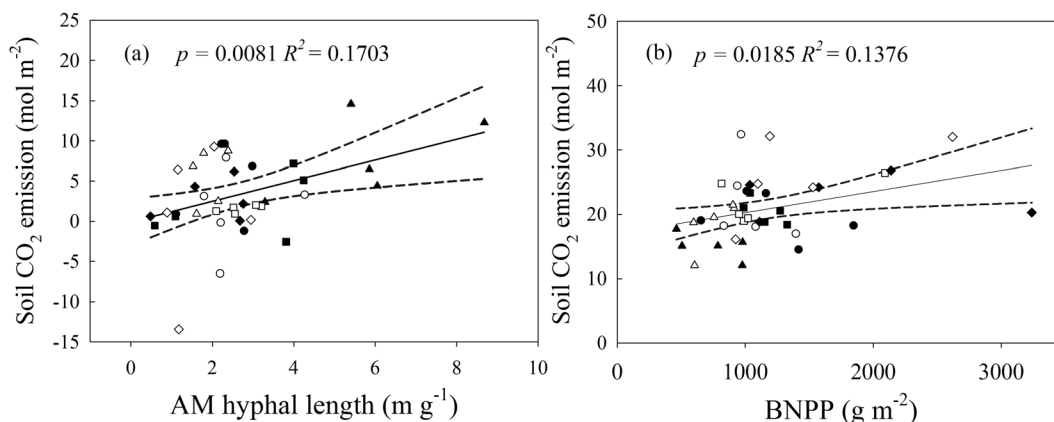 (a) p = 0.0081 R² = 0.1703
Soil CO₂ emission (mol m⁻²)
25
20
15
10
5
0
-5
-10
-15
0 2 4 6 8 10
AM hyphal length (m g⁻¹)
(b) p = 0.0185 R² = 0.1376
Soil CO₂ emission (mol m⁻²)
50
40
30
20
10
0
0 1000 2000 3000
BNPP (g m⁻²)